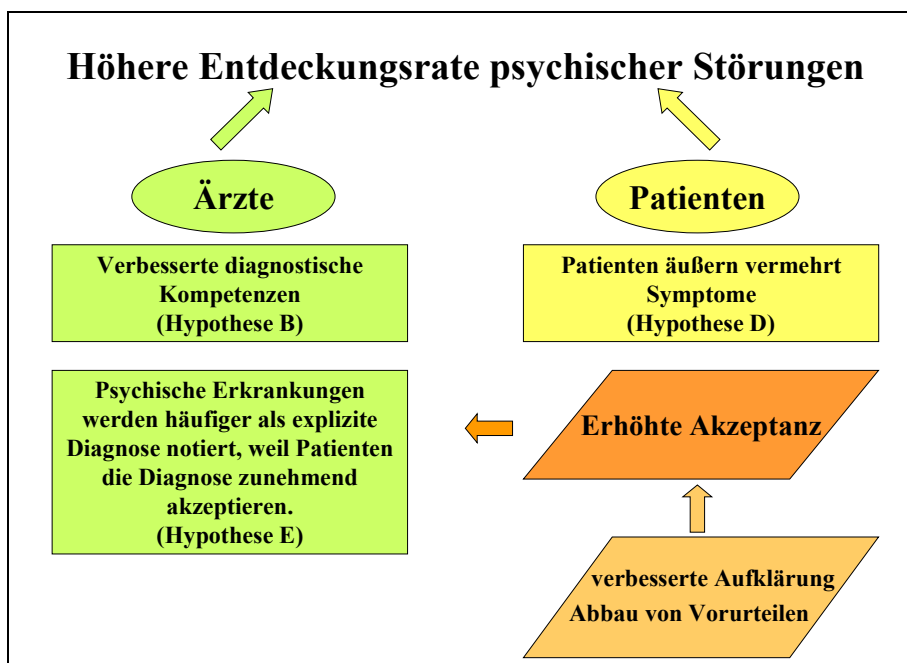 Höhere Entdeckungsrate psychischer Störungen
Ärzte
Patienten
Verbesserte diagnostische
Kompetenzen
(Hypothese B)
Patienten äußern vermehrt
Symptome
(Hypothese D)
Psychische Erkrankungen
werden häufiger als explizite
Diagnose notiert, weil Patienten
die Diagnose zunehmend
akzeptieren.
(Hypothese E)
Erhöhte Akzeptanz
verbesserte Aufklärung
Abbau von Vorurteilen